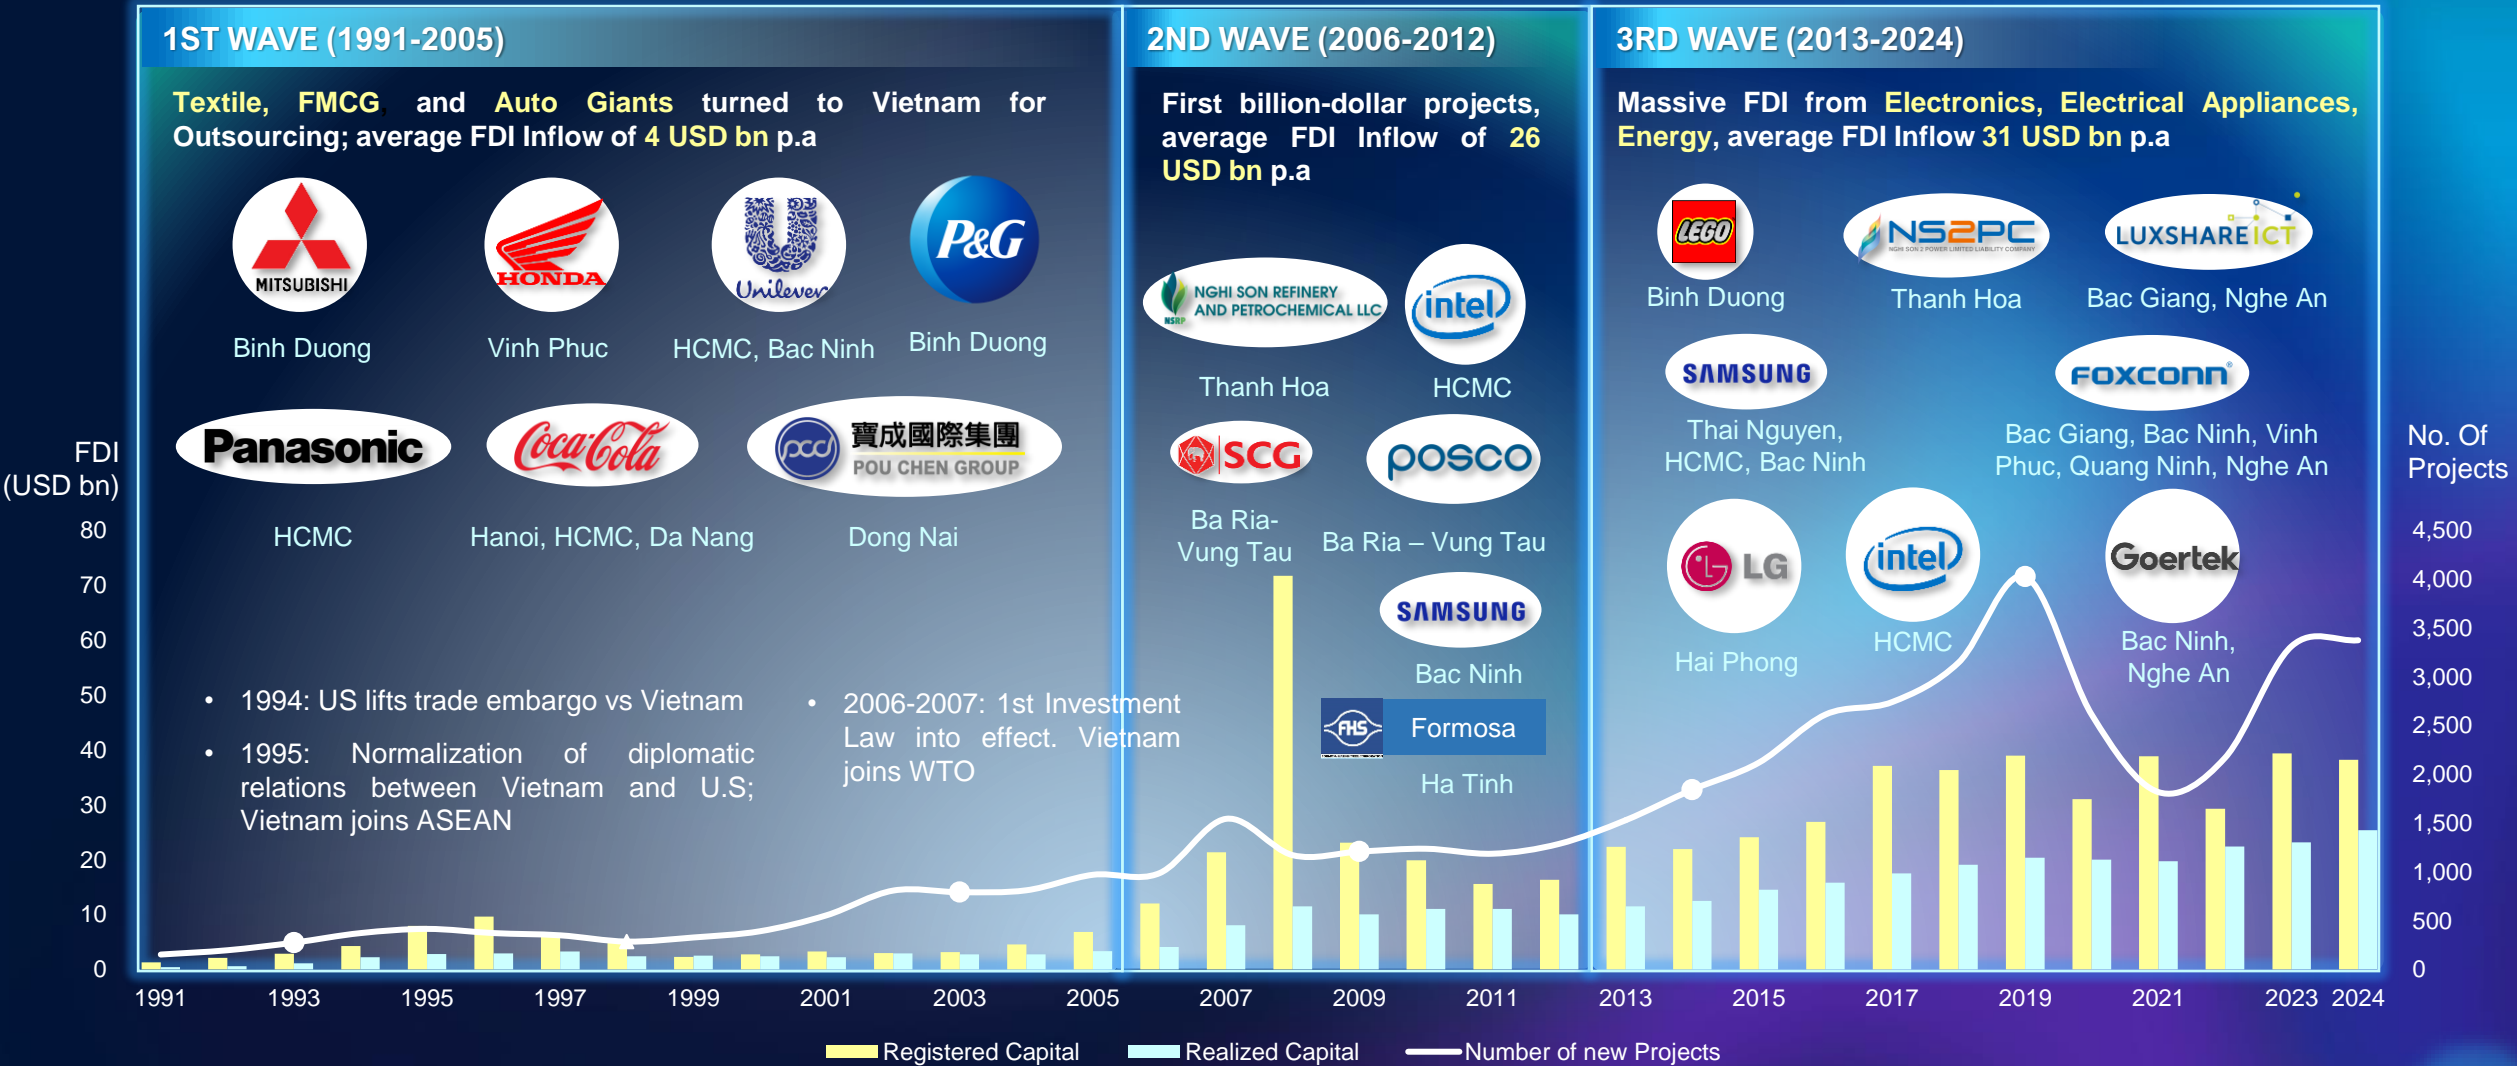 1ST WAVE (1991-2005)
Textile, FMCG, and Auto Giants turned to Vietnam for
Outsourcing; average FDI Inflow of 4 USD bn p.a
MITSUBISHI
Binh Duong
HONDA
Vinh Phuc
Unilever
HCMC, Bac Ninh
P&G
Binh Duong
Panasonic
HCMC
Coca-Cola
Hanoi, HCMC, Da Nang
pcc
寶成國際集團
POU CHEN GROUP
Dong Nai
• 1994: US lifts trade embargo vs Vietnam
• 1995: Normalization of diplomatic
relations between Vietnam and U.S;
Vietnam joins ASEAN
• 2006-2007: 1st Investment
Law into effect. Vietnam
joins WTO
2ND WAVE (2006-2012)
First billion-dollar projects,
average FDI Inflow of 26
USD bn p.a
NSRP
NGHI SON REFINERY
AND PETROCHEMICAL LLC
Thanh Hoa
intel
HCMC
SCG
Ba Ria-
Vung Tau
posco
Ba Ria – Vung Tau
SAMSUNG
Bac Ninh
FHS
Formosa
Ha Tinh
3RD WAVE (2013-2024)
Massive FDI from Electronics, Electrical Appliances,
Energy, average FDI Inflow 31 USD bn p.a
LEGO
Binh Duong
NS2PC
NGHI SON 2 POWER LIMITED LIABILITY COMPANY
Thanh Hoa
LUXSHARE ICT
Bac Giang, Nghe An
SAMSUNG
Thai Nguyen,
HCMC, Bac Ninh
FOXCONN®
Bac Giang, Bac Ninh, Vinh
Phuc, Quang Ninh, Nghe An
LG
Hai Phong
intel
HCMC
Goertek
Bac Ninh,
Nghe An
FDI
(USD bn)
80
70
60
50
40
30
20
10
0
No. Of
Projects
4,500
4,000
3,500
3,000
2,500
2,000
1,500
1,000
500
0
1991 1993 1995 1997 1999 2001 2003 2005 2007 2009 2011 2013 2015 2017 2019 2021 2023 2024
Registered Capital Realized Capital Number of new Projects